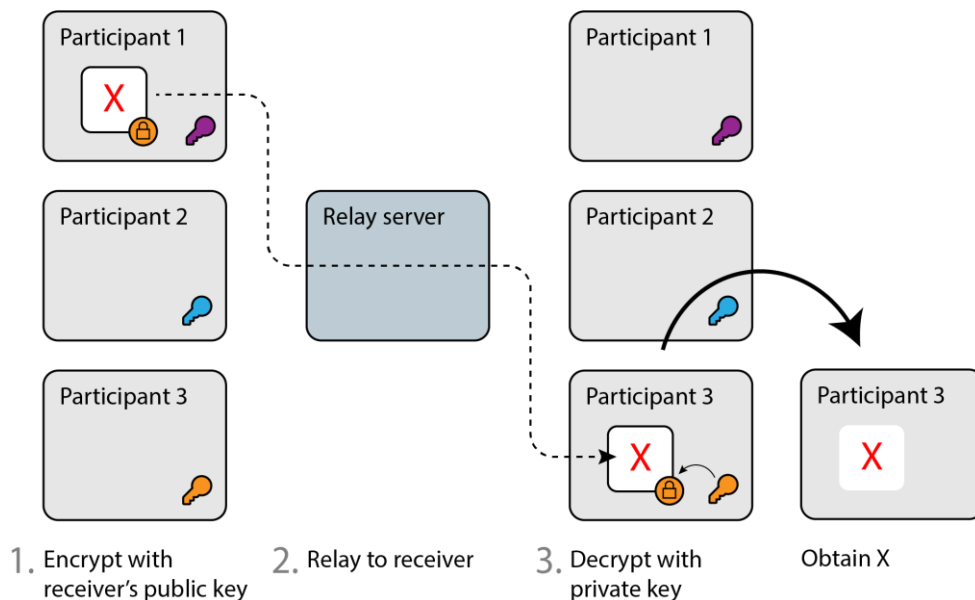 Participant 1
X
Participant 2
Participant 3
1. Encrypt with
receiver's public key
Relay server
2. Relay to receiver
Participant 1
Participant 2
Participant 3
X
3. Decrypt with
private key
Participant 3
X
Obtain X